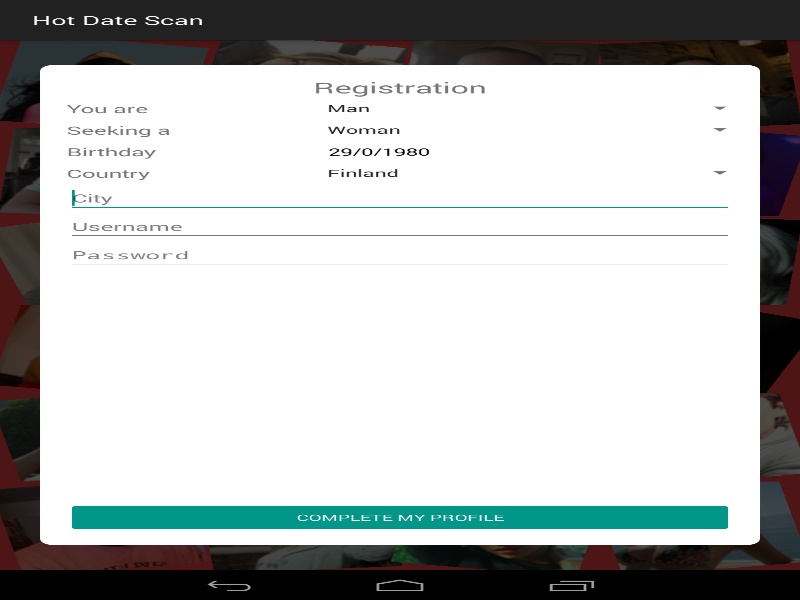 Hot Date Scan
Registration
You are Man
Seeking a Woman
Birthday 29/0/1980
Country Finland
City
Username
Password
COMPLETE MY PROFILE